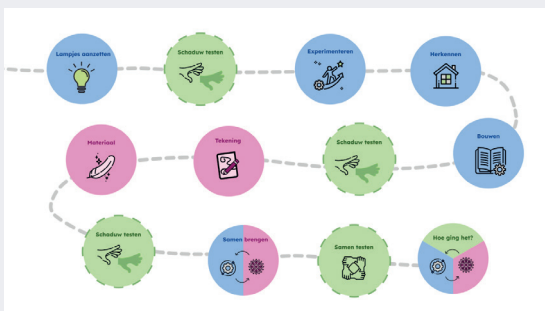 Lampjes aanzetten
Schaduw testen
Experimenteren
Herkennen
Bouwen
Schaduw testen
Tekening
Materiaal
Schaduw testen
Samen brengen
Samen testen
Hoe ging het?